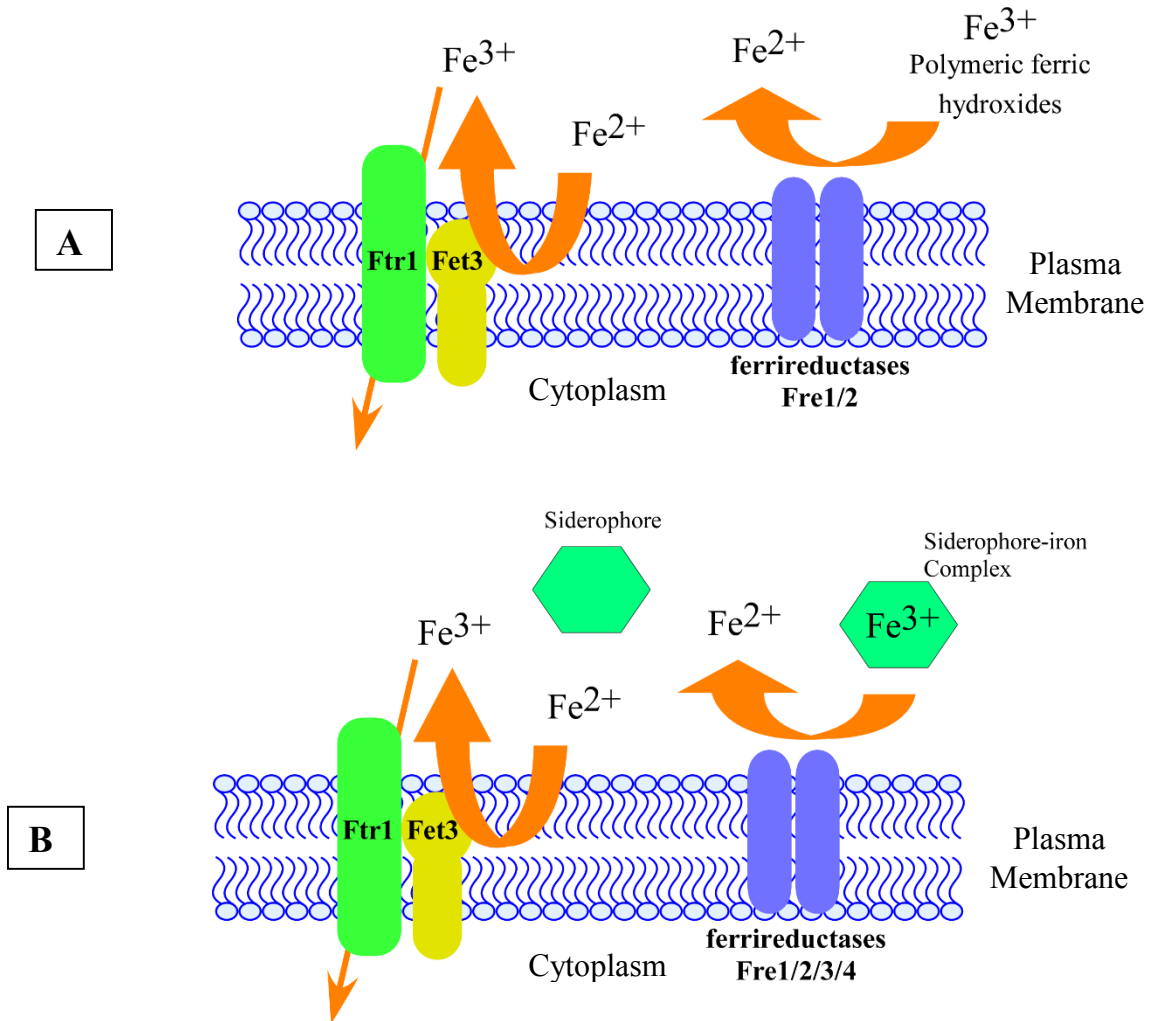 Fe3+
Polymeric ferric
hydroxides
Fe2+
Fe3+
Fe2+
A
Ftr1
Fet3
Plasma
Membrane
ferrireductases
Fre1/2
Cytoplasm
Siderophore
Siderophore-iron
Complex
Fe3+
Fe2+
Fe3+
Fe2+
B
Ftr1
Fet3
Plasma
Membrane
ferrireductases
Fre1/2/3/4
Cytoplasm